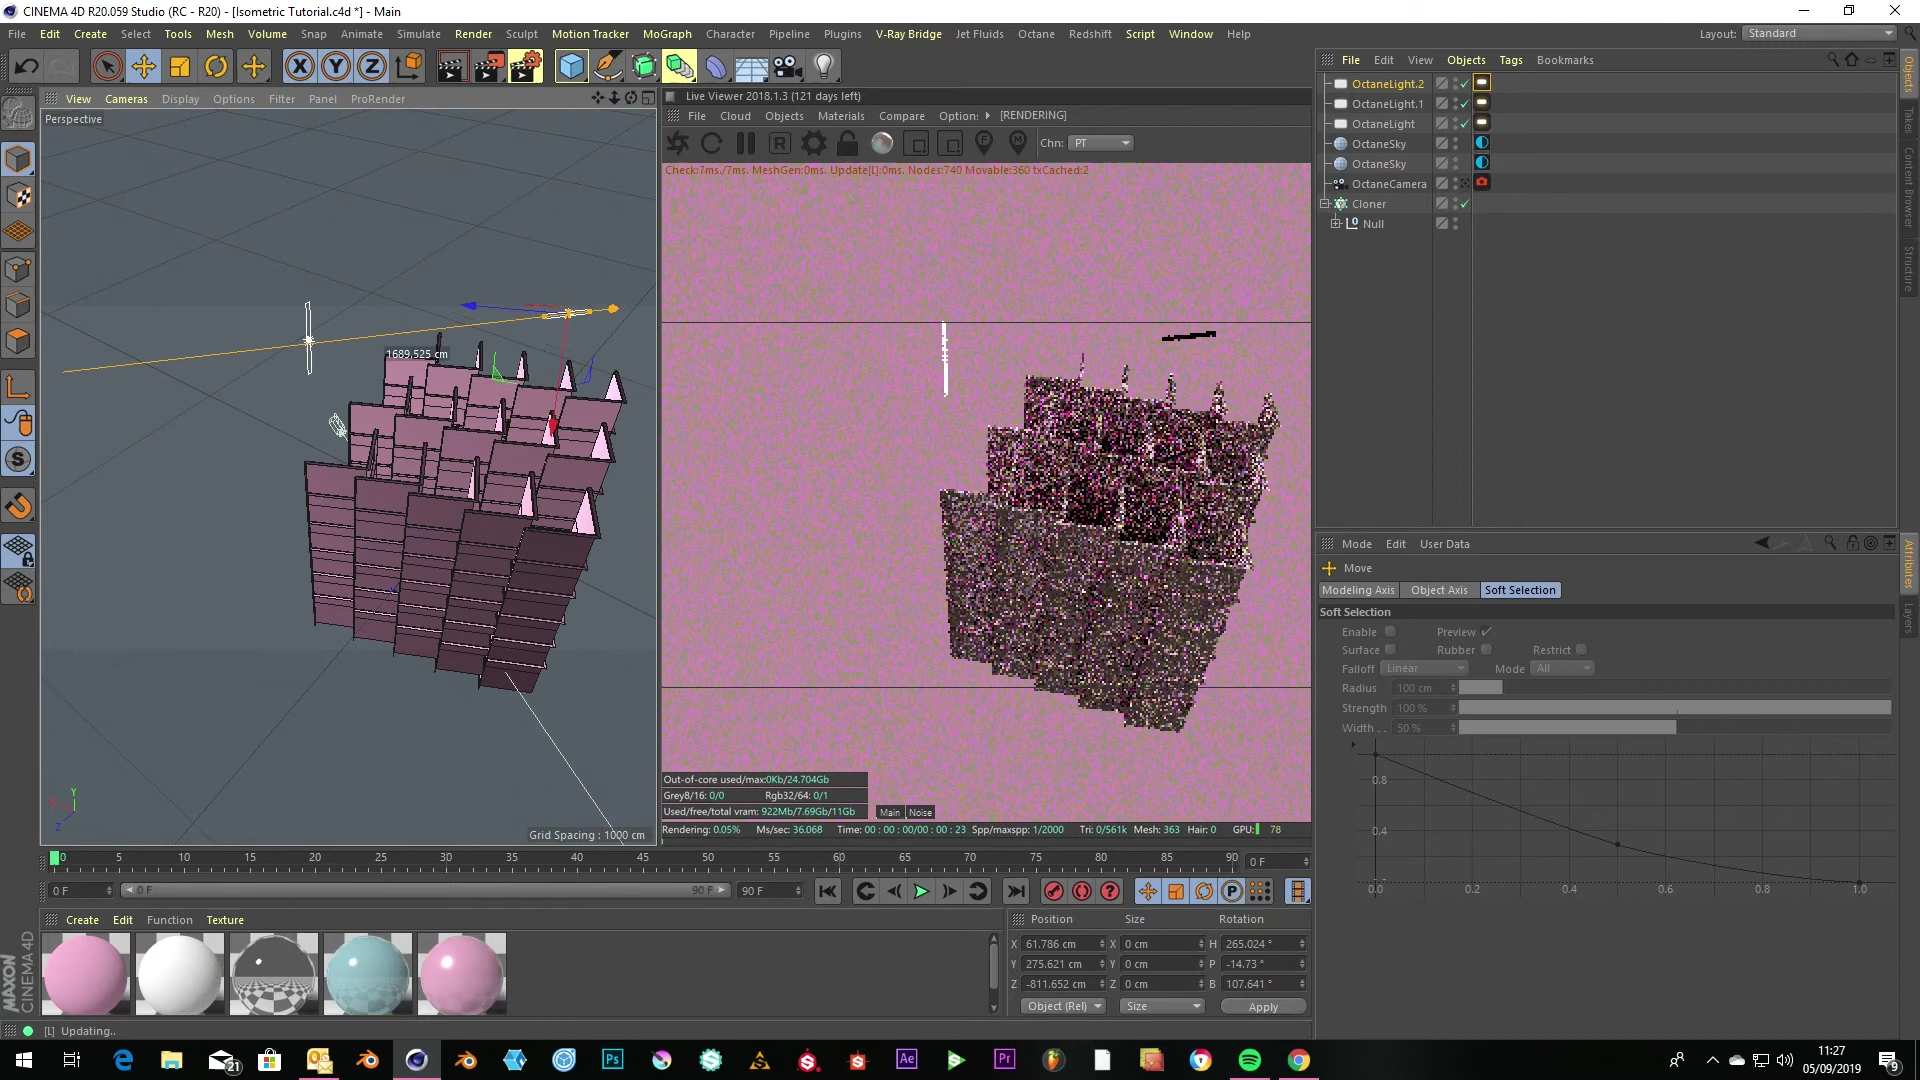 CINEMA 4D R20.059 Studio (RC - R20) - [Isometric Tutorial.c4d *] - Main
File Edit Create Select Tools Mesh Volume Snap Animate Simulate Render Sculpt Motion Tracker MoGraph Character Pipeline Plugins V-Ray Bridge Jet Fluids Octane Redshift Script Window Help
Layout: Standard
View Cameras Display Options Filter Panel ProRender
Perspective
1689.525 cm
Grid Spacing : 1000 cm
Live Viewer 2018.1.3 (121 days left)
File Cloud Objects Materials Compare Option: [RENDERING]
Chn: PT
Check:7ms./7ms. MeshGen:0ms. Update[L]:0ms. Nodes:740 Movable:360 txCached:2
Out-of-core used/max:0Kb/24.704Gb
Grey8/16: 0/0 Rgb32/64: 0/1
Used/free/total vram: 922Mb/7.69Gb/11Gb
Main Noise
Rendering: 0.05% Ms/sec: 36.068 Time: 00 : 00 : 00/00 : 00 : 23 Spp/maxspp: 1/2000 Tri: 0/561k Mesh: 363 Hair: 0 GPU: 78
File Edit View Objects Tags Bookmarks
OctaneLight.2
OctaneLight.1
OctaneLight
OctaneSky
OctaneSky
OctaneCamera
Cloner
Null
Objects
Takes
Content Browser
Structure
Mode Edit User Data
Move
Modeling Axis Object Axis Soft Selection
Soft Selection
Enable Preview
Surface Rubber Restrict
Falloff Linear Mode All
Radius 100 cm
Strength 100 %
Width . . 50 %
0.8
0.4
0.0 0.2 0.4 0.6 0.8 1.0
Attributes
Layers
0 5 10 15 20 25 30 35 40 45 50 55 60 65 70 75 80 85 90 0 F
0 F 0 F 90 F 90 F
Create Edit Function Texture
Position Size Rotation
X 61.786 cm X 0 cm H 265.024 °
Y 275.621 cm Y 0 cm P -14.73 °
Z -811.652 cm Z 0 cm B 107.641 °
Object (Rel) Size Apply
MAXON
CINEMA 4D
[L] Updating..
21
Ps
Ae
Pr
11:27
05/09/2019
9